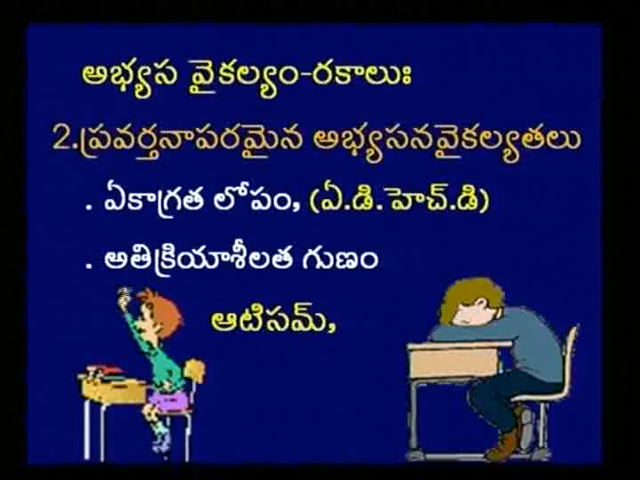 అభ్యస వైకల్యం-రకాలుః
2.ప్రవర్తనాపరమైన అభ్యసనవైకల్యతలు
. ఏకాగ్రత లోపం, (ఏ.డి.హెచ్.డి)
. అతిక్రియాశీలత గుణం
ఆటిసమ్,